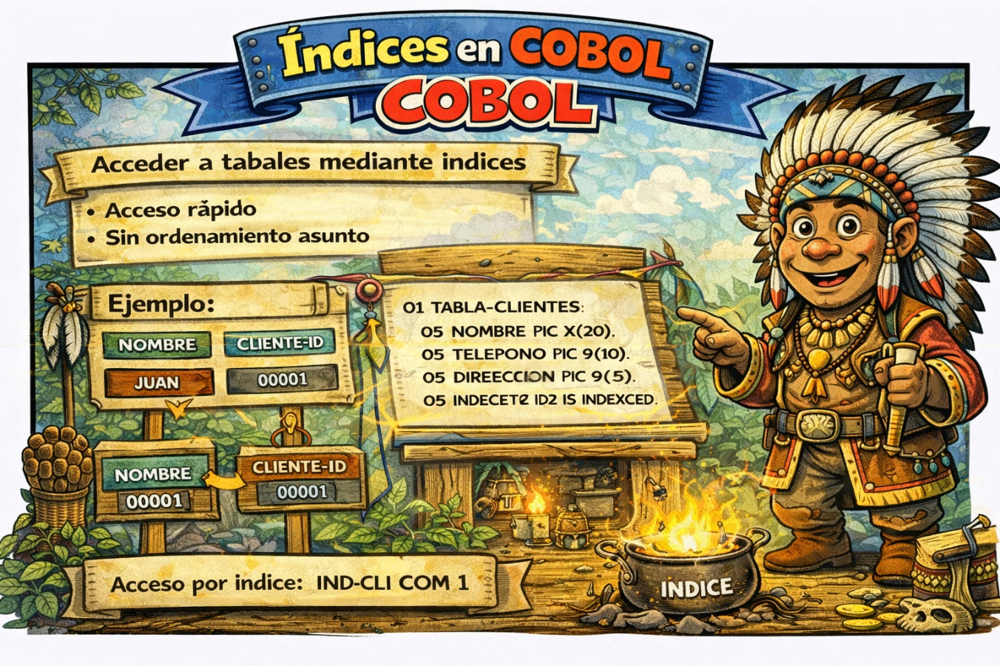 Índices en COBOL
COBOL
Acceder a tabales mediante indices
• Acceso rápido
• Sin ordenamiento asunto
Ejemplo:
NOMBRE CLIENTE-ID
JUAN 00001
NOMBRE CLIENTE-ID
00001 00001
01 TABLA-CLIENTES:
05 NOMBRE PIC X(20).
05 TELEPONO PIC 9(10).
05 DIREECCION PIC 9(5).
05 INDECETZ ID2 IS INDEXCED.
Acceso por indice: IND-CLI COM 1
INDICE